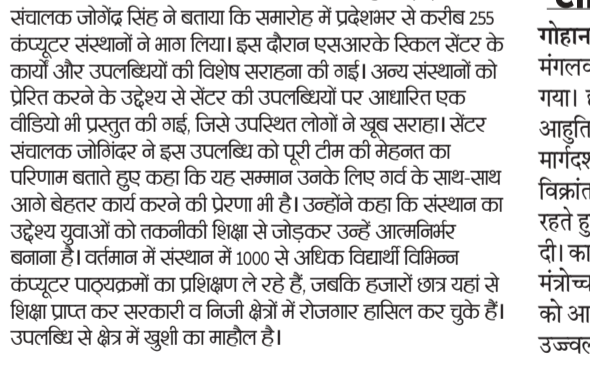 संचालक जोगेंद्र सिंह ने बताया कि समारोह में प्रदेशभर से करीब 255
कंप्यूटर संस्थानों ने भाग लिया। इस दौरान एसआरके स्किल सेंटर के
कार्यों और उपलब्धियों की विशेष सराहना की गई। अन्य संस्थानों को
प्रेरित करने के उद्देश्य से सेंटर की उपलब्धियों पर आधारित एक
वीडियो भी प्रस्तुत की गई, जिसे उपस्थित लोगों ने खूब सराहा। सेंटर
संचालक जोगिंदर ने इस उपलब्धि को पूरी टीम की मेहनत का
परिणाम बताते हुए कहा कि यह सम्मान उनके लिए गर्व के साथ-साथ
आगे बेहतर कार्य करने की प्रेरणा भी है। उन्होंने कहा कि संस्थान का
उद्देश्य युवाओं को तकनीकी शिक्षा से जोड़कर उन्हें आत्मनिर्भर
बनाना है। वर्तमान में संस्थान में 1000 से अधिक विद्यार्थी विभिन्न
कंप्यूटर पाठ्यक्रमों का प्रशिक्षण ले रहे हैं, जबकि हजारों छात्र यहां से
शिक्षा प्राप्त कर सरकारी व निजी क्षेत्रों में रोजगार हासिल कर चुके हैं।
उपलब्धि से क्षेत्र में खुशी का माहौल है।
गोहान
गया।
आहुति
मार्गदश
विक्रांत
रहते हु
दी। का
मंत्रोच्च
को आ